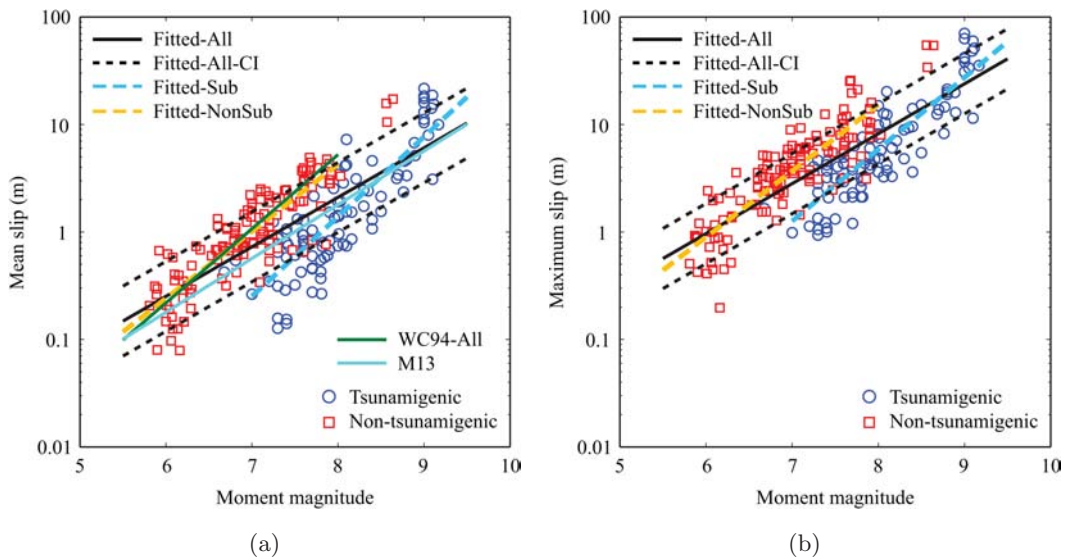 100
10
1
0.1
0.01
Mean slip (m)
Fitted-All
Fitted-All-CI
Fitted-Sub
Fitted-NonSub
WC94-All
M13
Tsunamigenic
Non-tsunamigenic
5 6 7 8 9 10
Moment magnitude
(a)
100
10
1
0.1
0.01
Maximum slip (m)
Fitted-All
Fitted-All-CI
Fitted-Sub
Fitted-NonSub
Tsunamigenic
Non-tsunamigenic
5 6 7 8 9 10
Moment magnitude
(b)